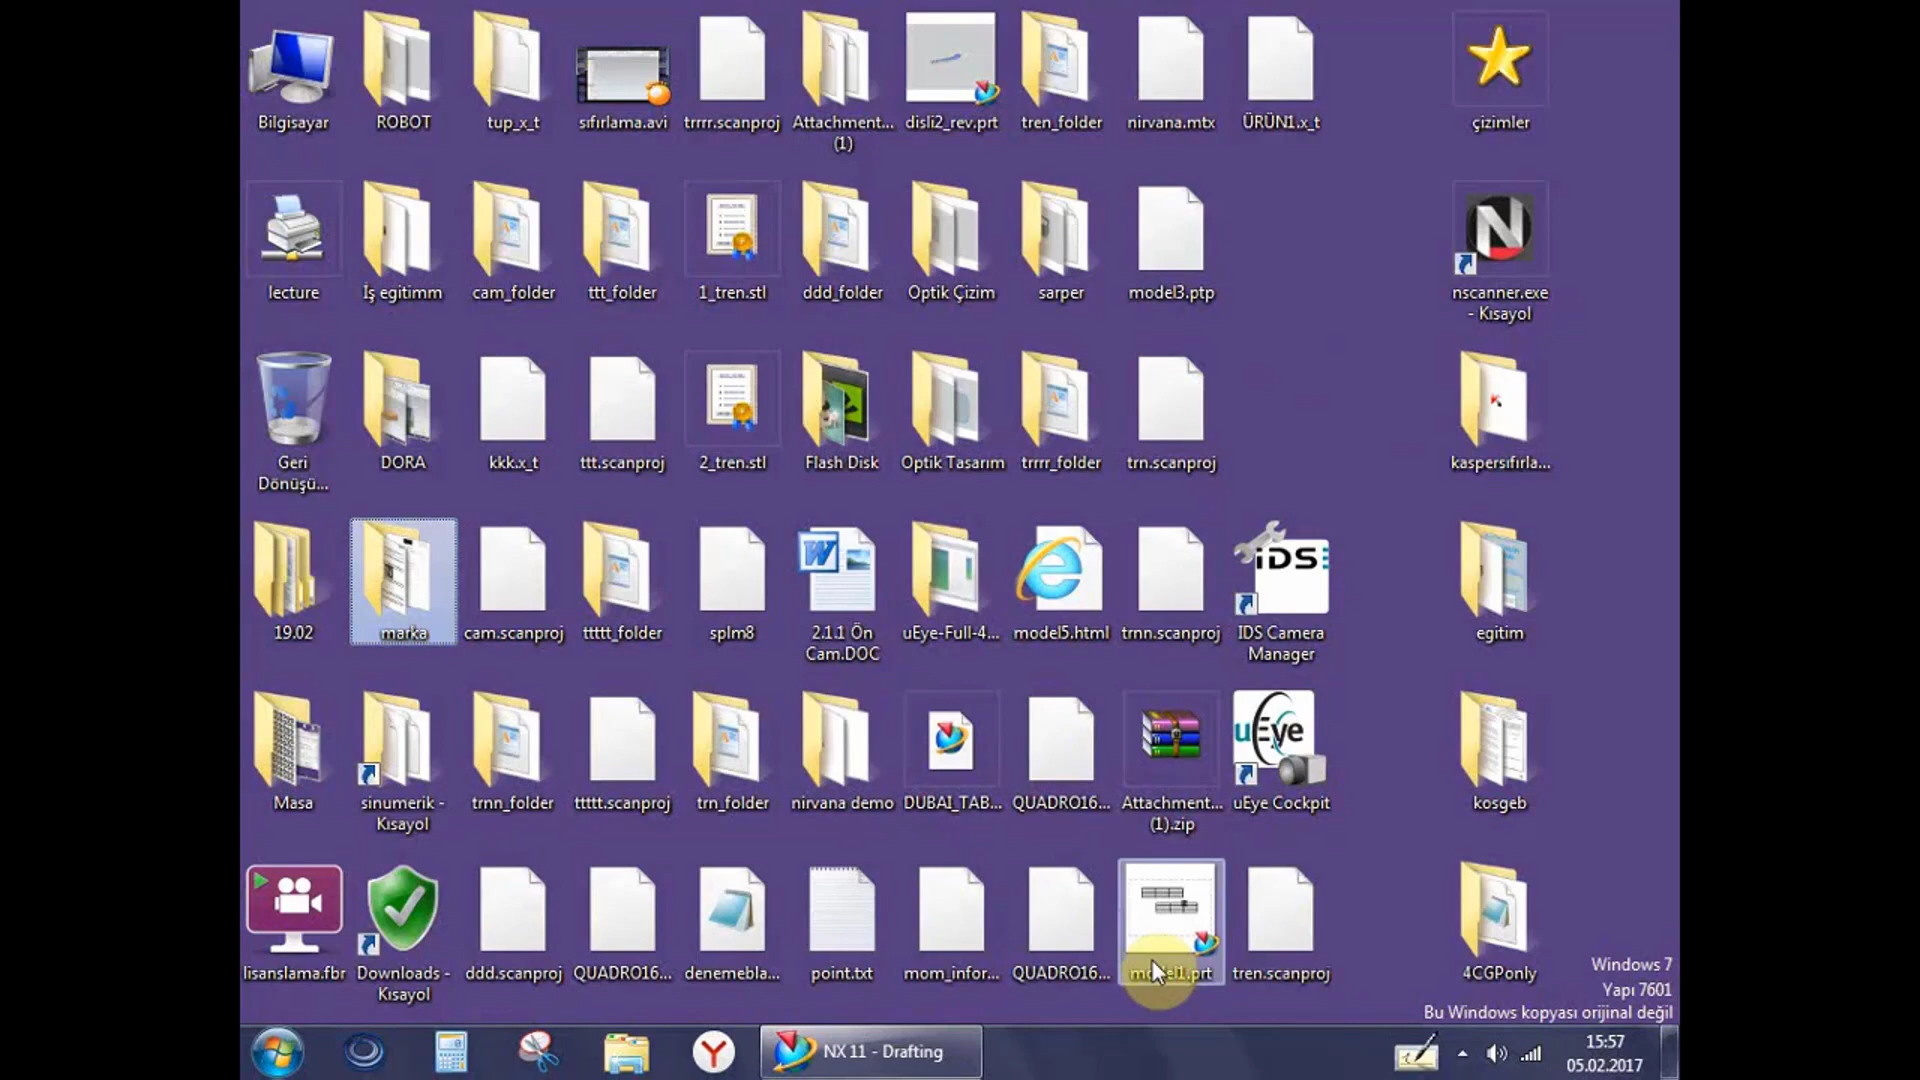 Bilgisayar
ROBOT
tup_x_t
sıfırlama.avi
trrrr.scanproj
Attachment...
(1)
disli2_rev.prt
tren_folder
nirvana.mtx
ÜRÜN1.x_t
çizimler
lecture
İş egitimm
cam_folder
ttt_folder
1_tren.stl
ddd_folder
Optik Çizim
sarper
model3.ptp
N
nscanner.exe
- Kısayol
Geri
Dönüşü...
DORA
kkk.x_t
ttt.scanproj
2_tren.stl
Flash Disk
Optik Tasarım
trrrr_folder
trn.scanproj
kaspersıfırla...
19.02
marka
cam.scanproj
ttttt_folder
splm8
W
2.1.1 Ön
Cam.DOC
uEye-Full-4...
model5.html
trnn.scanproj
iDS:
IDS Camera
Manager
egitim
Masa
sinumerik -
Kısayol
trnn_folder
ttttt.scanproj
trn_folder
nirvana demo
DUBAI_TAB...
QUADRO16...
Attachment...
(1).zip
uEye
uEye Cockpit
kosgeb
lisanslama.fbr
Downloads -
Kısayol
ddd.scanproj
QUADRO16...
denemebla...
point.txt
mom_infor...
QUADRO16...
model1.prt
tren.scanproj
4CGPonly
Windows 7
Yapı 7601
Bu Windows kopyası orijinal değil
Y
NX 11 - Drafting
15:57
05.02.2017